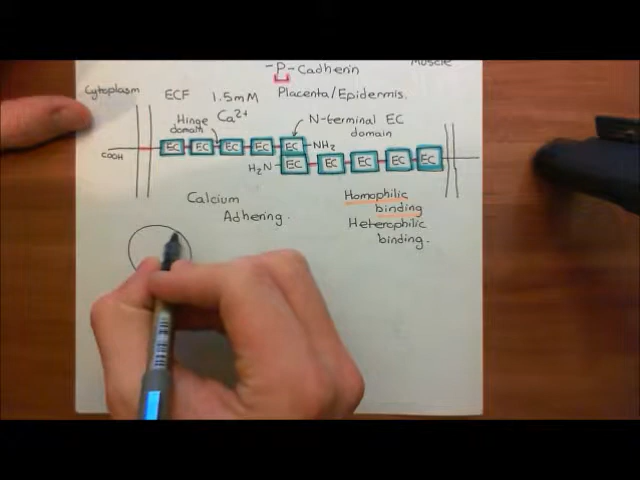 -P-Cadherin
Muscle
Cytoplasm
ECF
1.5mM
Ca2+
Placenta/Epidermis.
Hinge
domain
N-terminal EC
domain
COOH
EC EC EC EC EC -NHZ
H2N- EC EC EC EC EC
Calcium
Adhering.
Homophilic
binding
Heterophilic
binding.